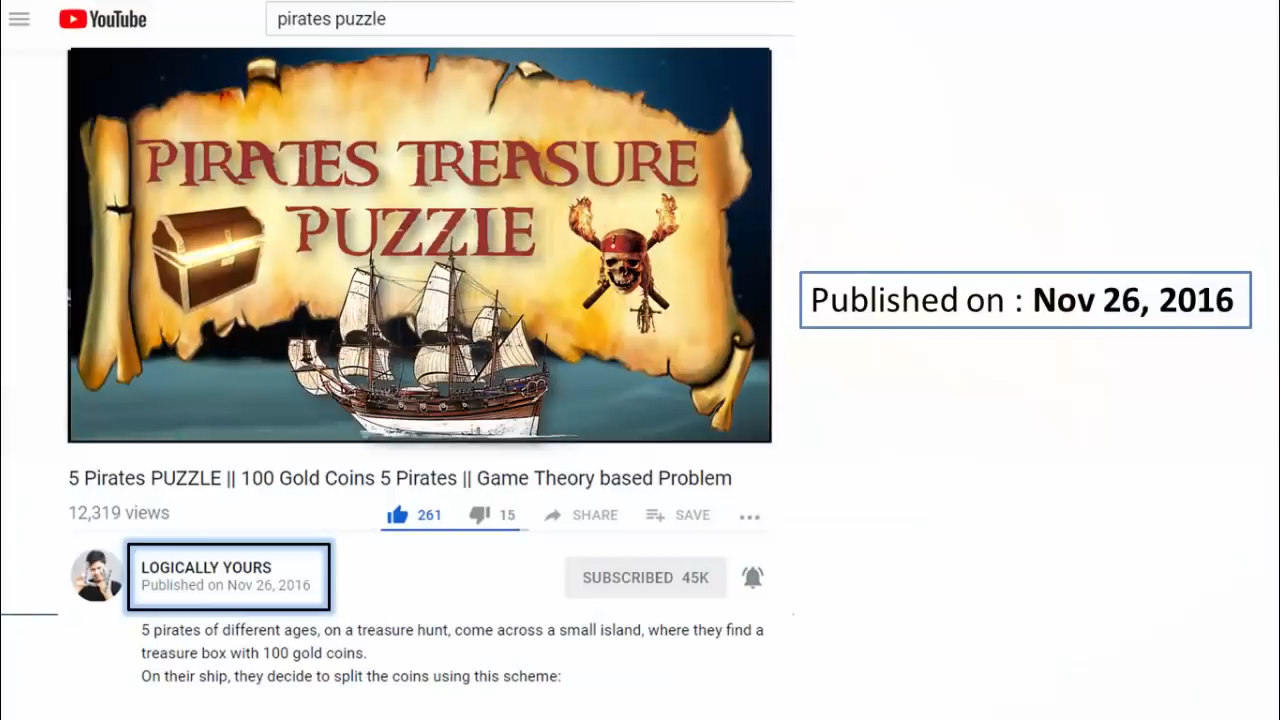 YouTube
pirates puzzle
PIRATES TREASURE
PUZZLE
Published on : Nov 26, 2016
5 Pirates PUZZLE || 100 Gold Coins 5 Pirates || Game Theory based Problem
12,319 views
261
15
SHARE
SAVE
LOGICALLY YOURS
Published on Nov 26, 2016
SUBSCRIBED 45K
5 pirates of different ages, on a treasure hunt, come across a small island, where they find a
treasure box with 100 gold coins.
On their ship, they decide to split the coins using this scheme: